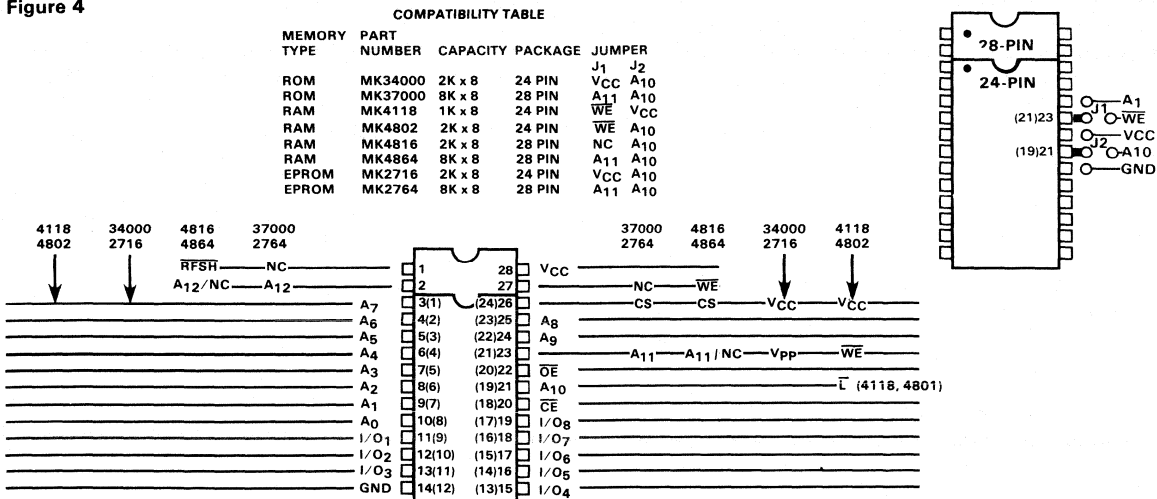 Figure 4
COMPATIBILITY TABLE
MEMORY TYPE PART NUMBER CAPACITY PACKAGE JUMPER
J1 J2
ROM MK34000 2K x 8 24 PIN VCC A10
ROM MK37000 8K x 8 28 PIN A11 A10
RAM MK4118 1K x 8 24 PIN W̅E̅ VCC
RAM MK4802 2K x 8 24 PIN W̅E̅ A10
RAM MK4816 2K x 8 28 PIN NC A10
RAM MK4864 8K x 8 28 PIN A11 A10
EPROM MK2716 2K x 8 24 PIN VCC A10
EPROM MK2764 8K x 8 28 PIN A11 A10
28-PIN
24-PIN
A1
J1
(21)23 W̅E̅
VCC
J2
(19)21 A10
GND
4118 34000 4816 37000
4802 2716 4864 2764
37000 4816 34000 4118
2764 4864 2716 4802
R̅F̅S̅H̅ NC 1 28 VCC
A12/NC A12 2 27 NC W̅E̅
A7 3(1) (24)26 CS CS VCC VCC
A6 4(2) (23)25 A8
A5 5(3) (22)24 A9
A4 6(4) (21)23 A11 A11/NC VPP W̅E̅
A3 7(5) (20)22 O̅E̅
A2 8(6) (19)21 A10 L̅ (4118, 4801)
A1 9(7) (18)20 C̅E̅
A0 10(8) (17)19 I/O8
I/O1 11(9) (16)18 I/O7
I/O2 12(10) (15)17 I/O6
I/O3 13(11) (14)16 I/O5
GND 14(12) (13)15 I/O4